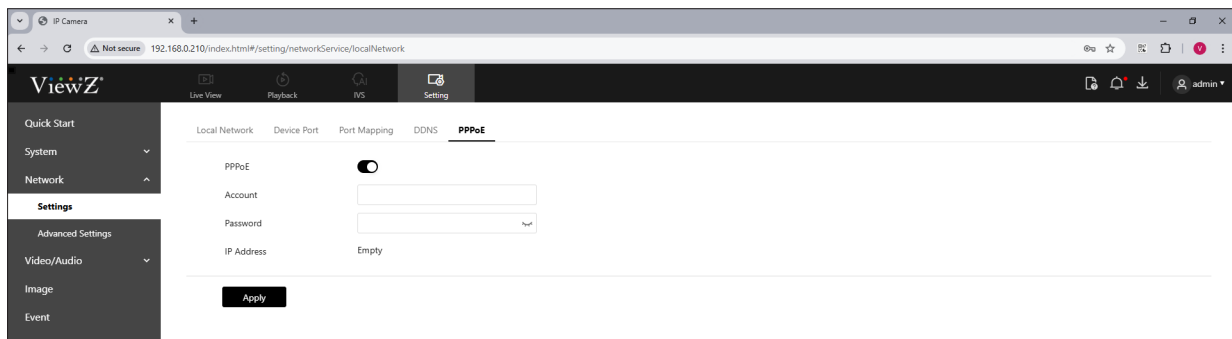 IP Camera
Not secure 192.168.0.210/index.html#/setting/networkService/localNetwork
V
ViewZ
Live View Playback IVS Setting
admin
Quick Start
System
Network
Settings
Advanced Settings
Video/Audio
Image
Event
Local Network Device Port Port Mapping DDNS PPPoE
PPPoE
Account
Password
IP Address Empty
Apply